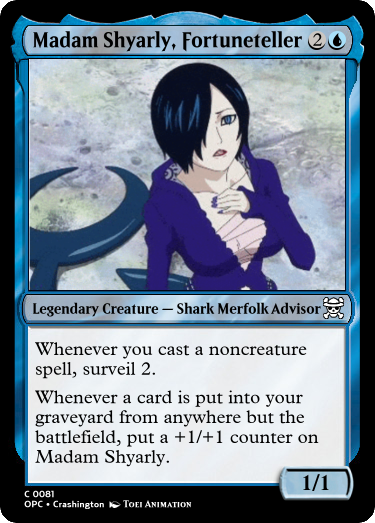 Madam Shyarly, Fortuneteller 2
Legendary Creature — Shark Merfolk Advisor
Whenever you cast a noncreature
spell, surveil 2.
Whenever a card is put into your
graveyard from anywhere but the
battlefield, put a +1/+1 counter on
Madam Shyarly.
1/1
C 0081
OPC • Crashington Toei Animation